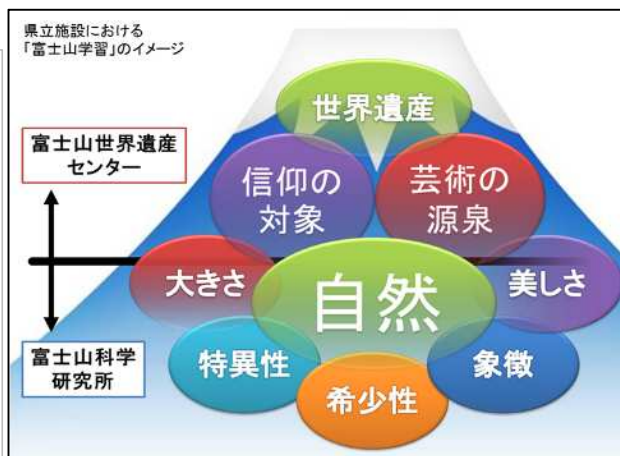 県立施設における
「富士山学習」のイメージ
世界遺産
富士山世界遺産
センター
信仰の
対象
芸術の
源泉
大きさ
自然
美しさ
富士山科学
研究所
特異性
希少性
象徴